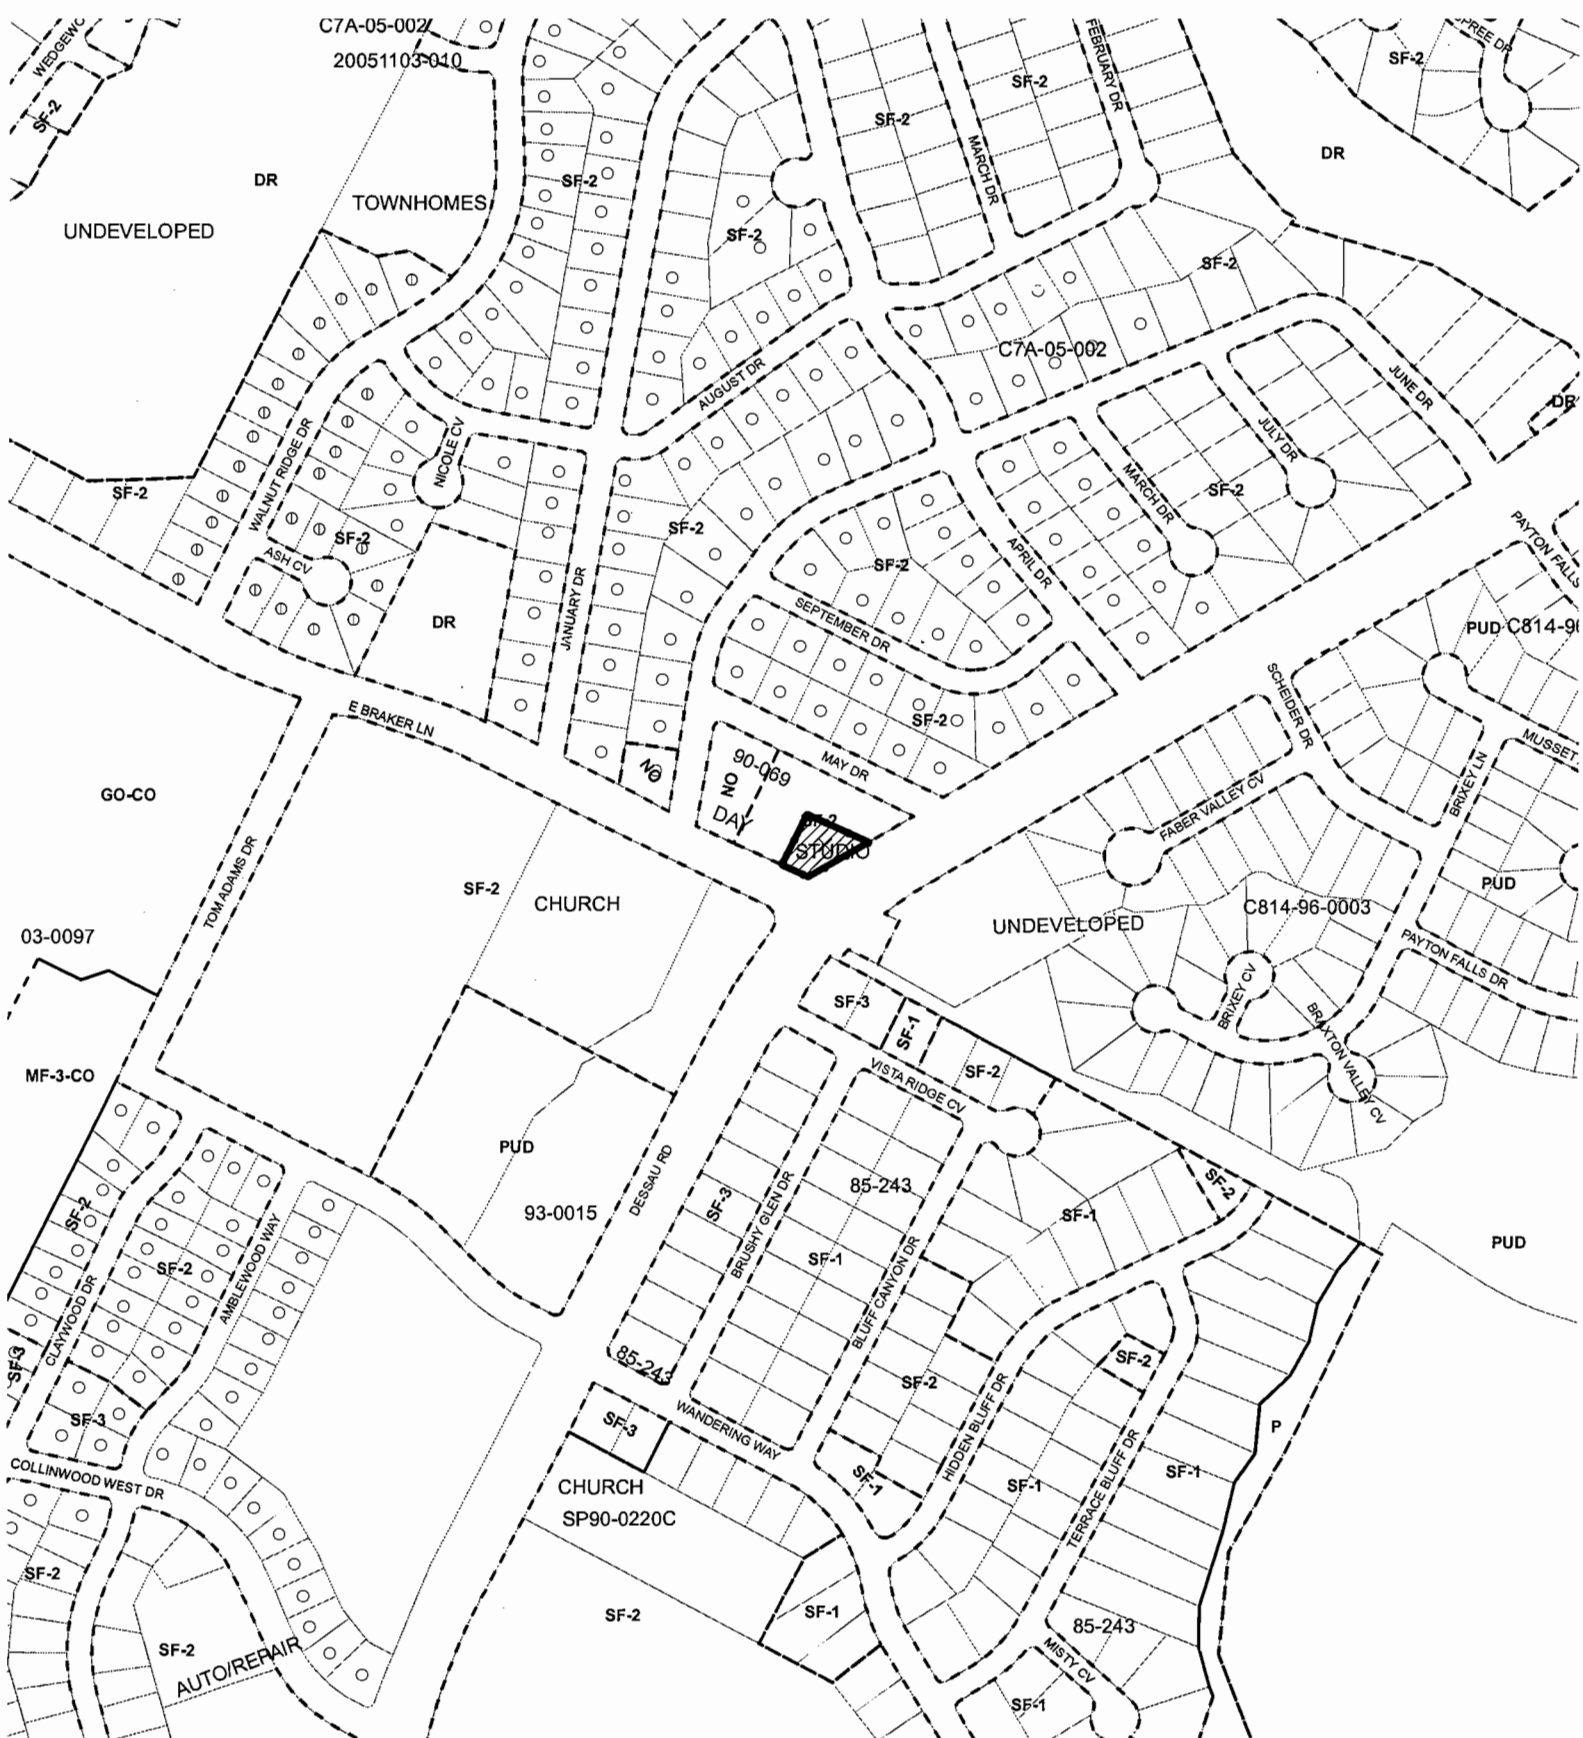 C7A-05-002
20051103-010
WEDGEWO
SF-2
SF-2
SPREE DR
FEBRUARY DR
SF-2
SF-2
MARCH DR
DR
DR
SF-2
TOWNHOMES
UNDEVELOPED
SF-2
SF-2
C7A-05-002
AUGUST DR
JUNE DR
DR
JULY DR
WALNUT RIDGE DR
NICOLE CV
MARCH DR
SF-2
SF-2
SF-2
SF-2
ASH CV
APRIL DR
SF-2
PAYTON FALLS
JANUARY DR
SEPTEMBER DR
DR
PUD C814-96
SCHEIDER DR
E BRAKER LN
SF-2
MUSSET
90-069
NO
NO
MAY DR
BRIXEY LN
GO-CO
DAY
SF-2
STUDIO
FABER VALLEY CV
TOM ADAMS DR
SF-2
CHURCH
PUD
C814-96-0003
UNDEVELOPED
03-0097
PAYTON FALLS DR
SF-3
SF-1
BRIXEY CV
BRAXTON VALLEY CV
MF-3-CO
VISTA RIDGE CV
SF-2
PUD
DESSAU RD
93-0015
SF-3
BRUSHY GLEN DR
85-243
SF-2
SF-1
PUD
SF-2
SF-2
AMBLEWOOD WAY
SF-1
BLUFF CANYON DR
CLAYWOOD DR
SF-3
85-243
SF-2
SF-2
HIDDEN BLUFF DR
SF-3
SF-3
WANDERING WAY
P
TERRACE BLUFF DR
COLLINWOOD WEST DR
CHURCH
SP90-0220C
SF-1
SF-1
SF-1
SF-2
SF-2
SF-1
85-243
SF-2
AUTO/REPAIR
MISTY CV
SF-1